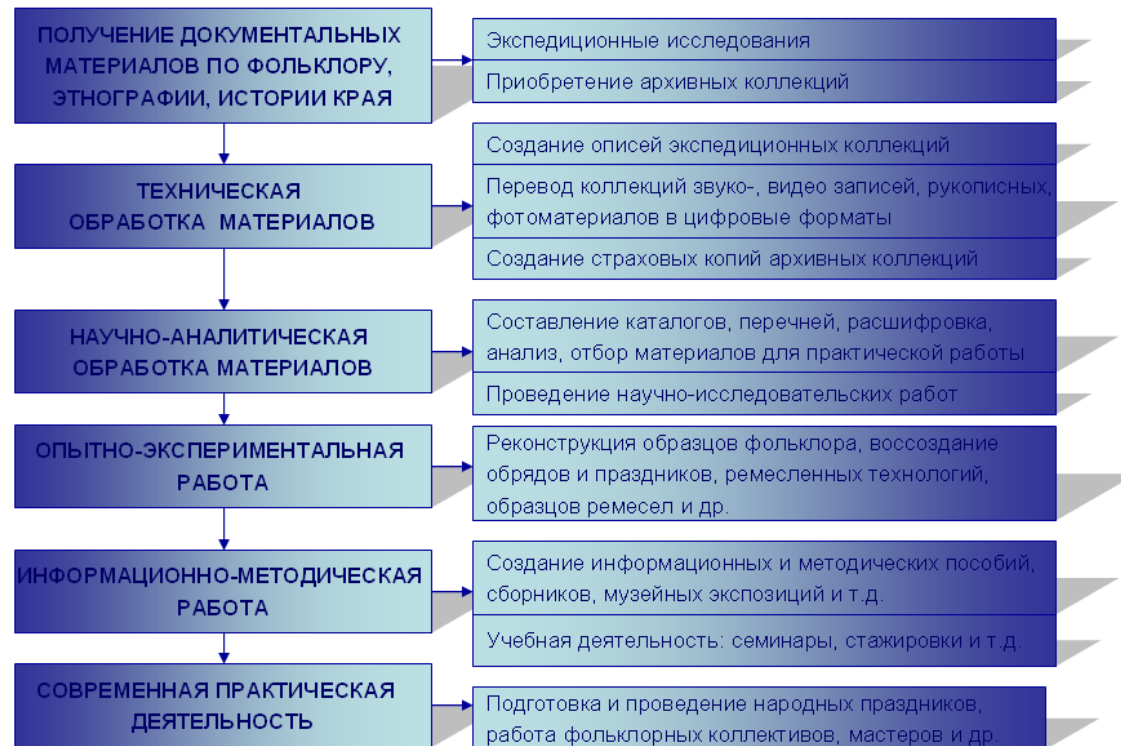 ПОЛУЧЕНИЕ ДОКУМЕНТАЛЬНЫХ
МАТЕРИАЛОВ ПО ФОЛЬКЛОРУ,
ЭТНОГРАФИИ, ИСТОРИИ КРАЯ
Экспедиционные исследования
Приобретение архивных коллекций
ТЕХНИЧЕСКАЯ
ОБРАБОТКА МАТЕРИАЛОВ
Создание описей экспедиционных коллекций
Перевод коллекций звуко-, видео записей, рукописных,
фотоматериалов в цифровые форматы
Создание страховых копий архивных коллекций
НАУЧНО-АНАЛИТИЧЕСКАЯ
ОБРАБОТКА МАТЕРИАЛОВ
Составление каталогов, перечней, расшифровка,
анализ, отбор материалов для практической работы
Проведение научно-исследовательских работ
ОПЫТНО-ЭКСПЕРИМЕНТАЛЬНАЯ
РАБОТА
Реконструкция образцов фольклора, воссоздание
обрядов и праздников, ремесленных технологий,
образцов ремесел и др.
ИНФОРМАЦИОННО-МЕТОДИЧЕСКАЯ
РАБОТА
Создание информационных и методических пособий,
сборников, музейных экспозиций и т.д.
Учебная деятельность: семинары, стажировки и т.д.
СОВРЕМЕННАЯ ПРАКТИЧЕСКАЯ
ДЕЯТЕЛЬНОСТЬ
Подготовка и проведение народных праздников,
работа фольклорных коллективов, мастеров и др.